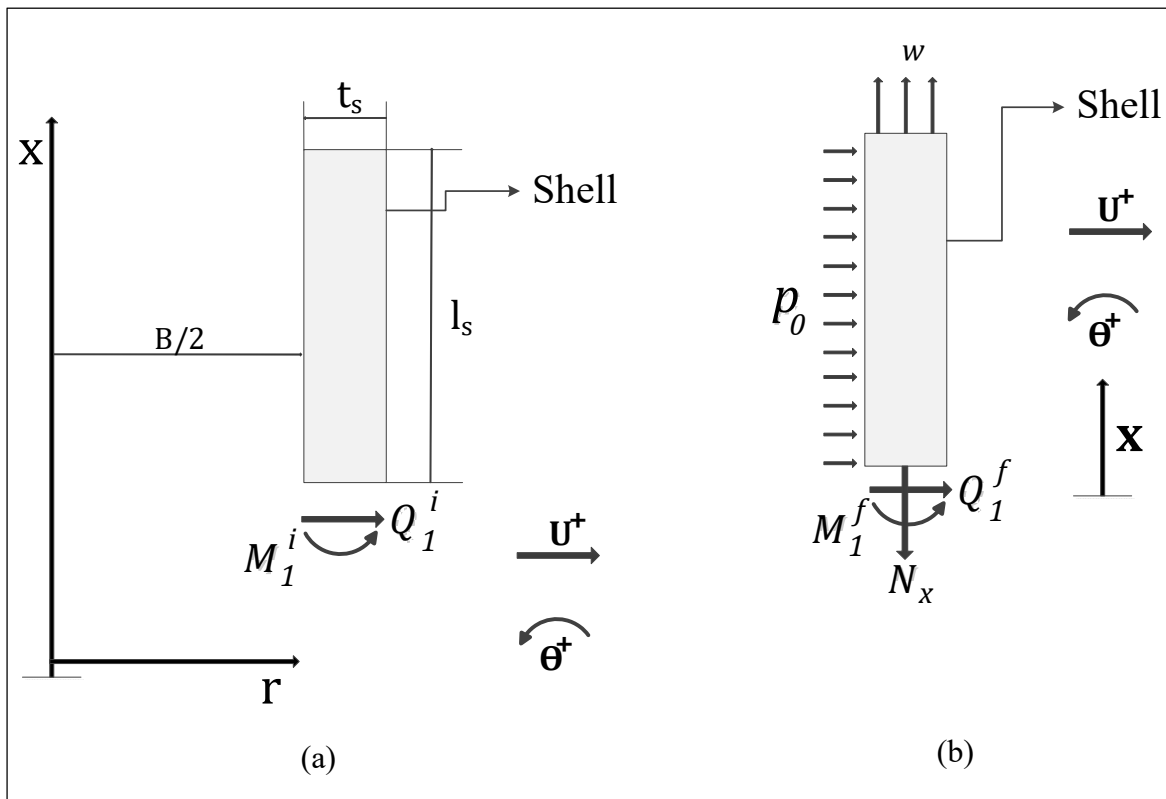 x
t_s
Shell
l_s
B/2
M_1^i
Q_1^i
U^+
θ^+
r
(a)
w
Shell
p_0
U^+
θ^+
x
M_1^f
Q_1^f
N_x
(b)